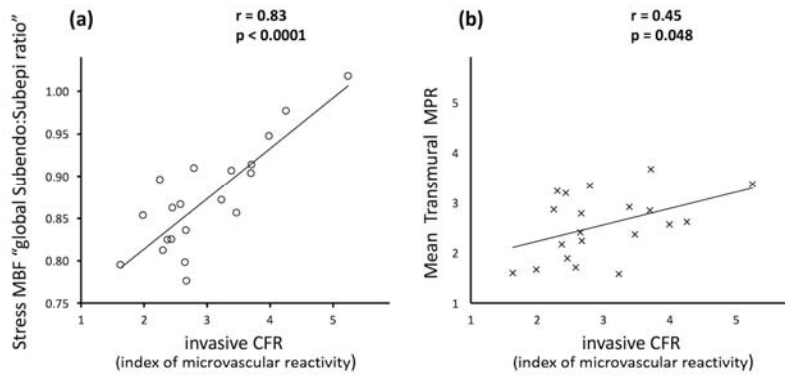 (a)
r = 0.83
p < 0.0001
Stress MBF "global Subendo:Subepi ratio"
1.00
0.95
0.90
0.85
0.80
0.75
1 2 3 4 5
invasive CFR
(index of microvascular reactivity)
(b)
r = 0.45
p = 0.048
Mean Transmural MPR
5
4
3
2
1
1 2 3 4 5
invasive CFR
(index of microvascular reactivity)